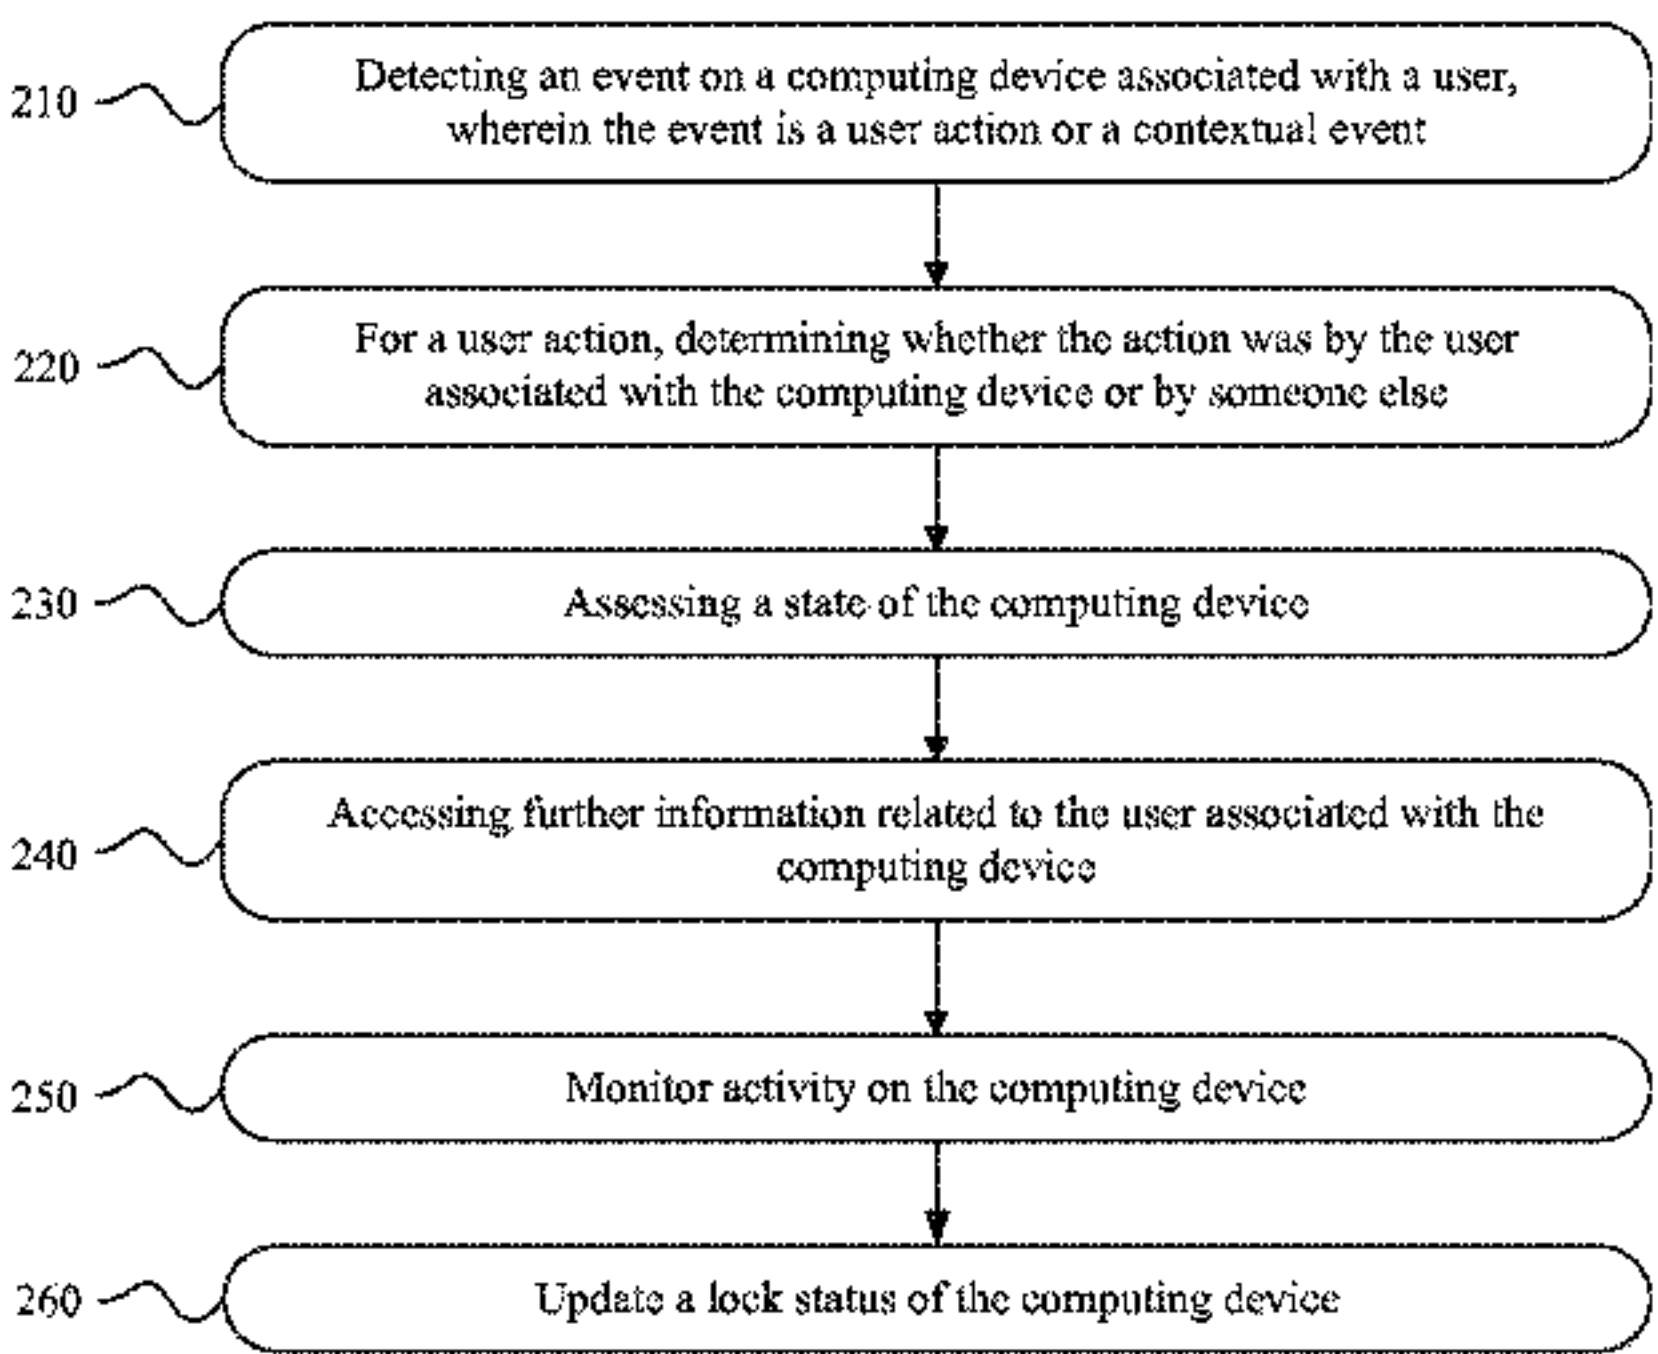 210
Detecting an event on a computing device associated with a user,
wherein the event is a user action or a contextual event
220
For a user action, determining whether the action was by the user
associated with the computing device or by someone else
230
Assessing a state of the computing device
240
Accessing further information related to the user associated with the
computing device
250
Monitor activity on the computing device
260
Update a lock status of the computing device